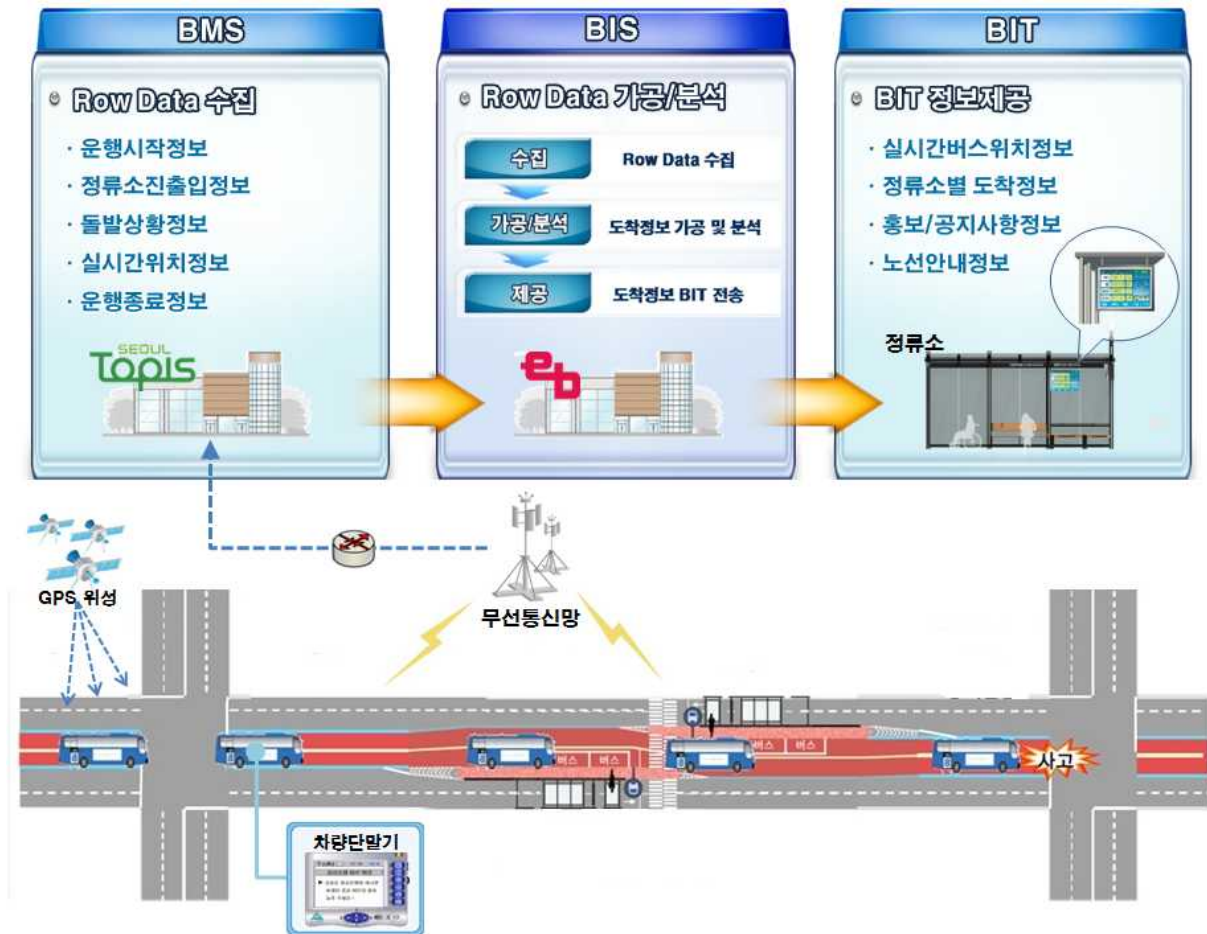 BMS
Row Data 수집
· 운행시작정보
· 정류소진출입정보
· 돌발상황정보
· 실시간위치정보
· 운행종료정보
SEOUL
Topis
BIS
Row Data 가공/분석
수집
Row Data 수집
가공/분석
도착정보 가공 및 분석
제공
도착정보 BIT 전송
eb
BIT
BIT 정보제공
· 실시간버스위치정보
· 정류소별 도착정보
· 홍보/공지사항정보
· 노선안내정보
정류소
GPS 위성
무선통신망
버스
버스
버스
버스
사고
차량단말기